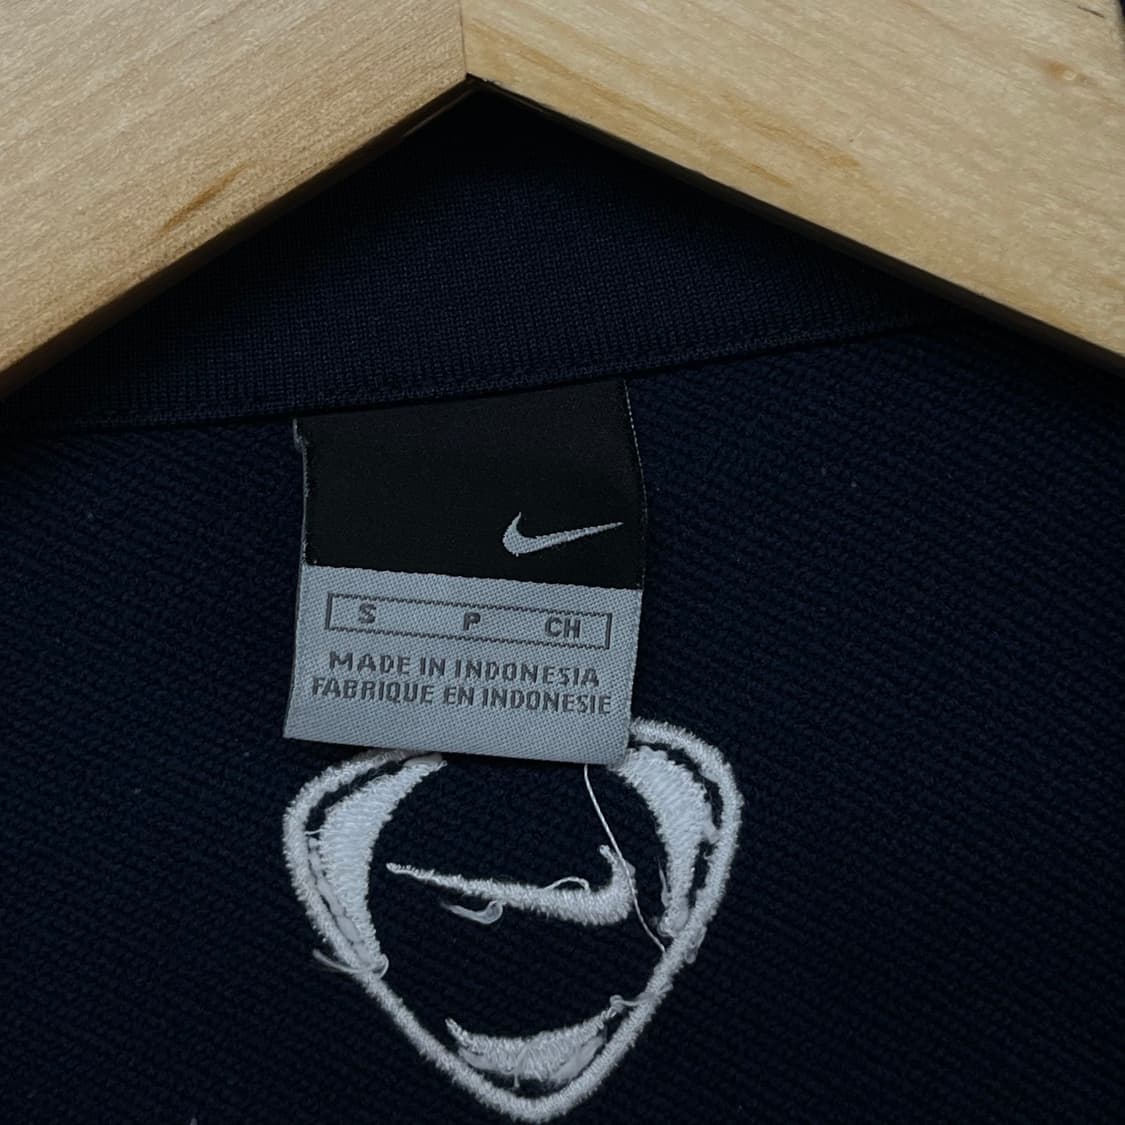 S P CH
MADE IN INDONESIA
FABRIQUE EN INDONESIE